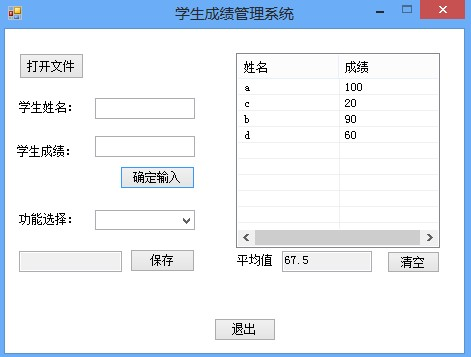 学生成绩管理系统
打开文件
学生姓名：
学生成绩：
确定输入
功能选择：
保存
姓名 成绩
a 100
c 20
b 90
d 60
平均值 67.5 清空
退出